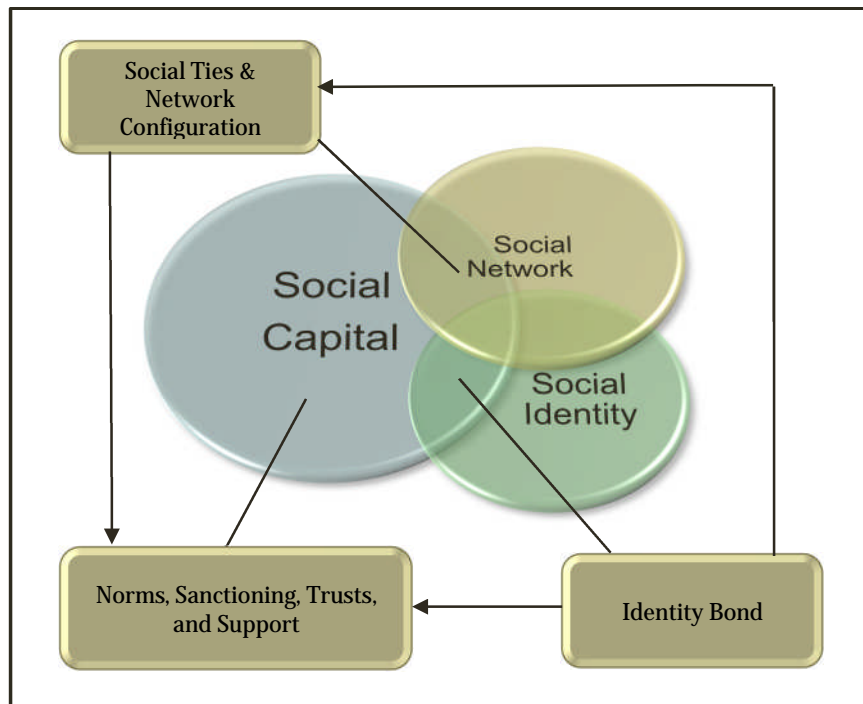 Social Ties &
Network
Configuration
Social
Network
Social
Capital
Social
Identity
Norms, Sanctioning, Trusts,
and Support
Identity Bond